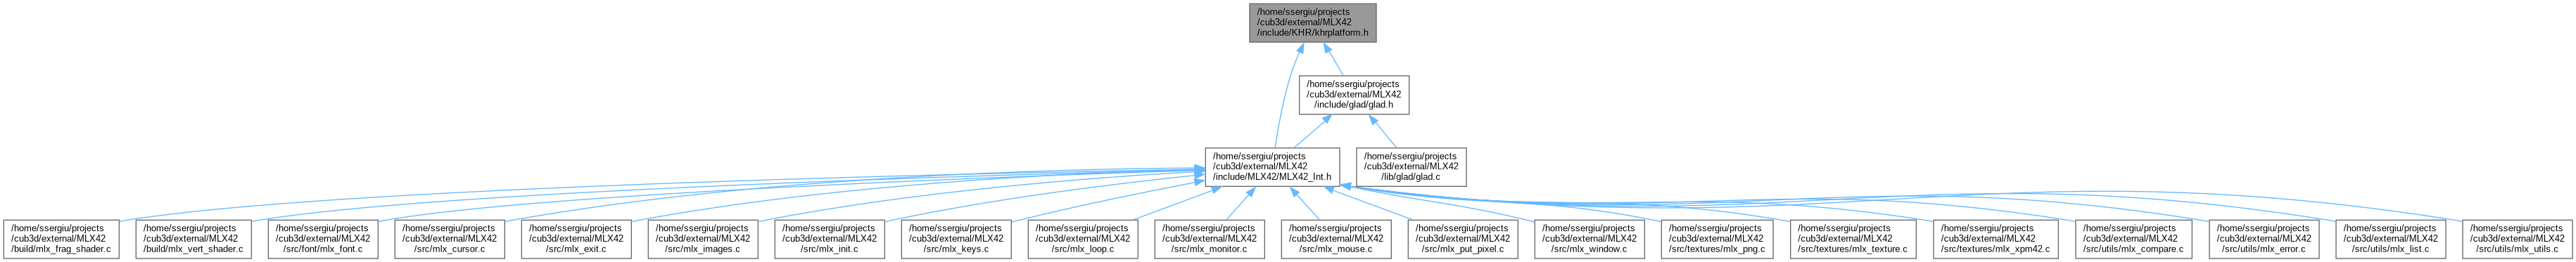 /home/ssergiu/projects
/cub3d/external/MLX42
/include/KHR/khrplatform.h
/home/ssergiu/projects
/cub3d/external/MLX42
/include/glad/glad.h
/home/ssergiu/projects
/cub3d/external/MLX42
/include/MLX42/MLX42_Int.h
/home/ssergiu/projects
/cub3d/external/MLX42
/lib/glad/glad.c
/home/ssergiu/projects
/cub3d/external/MLX42
/build/mlx_frag_shader.c
/home/ssergiu/projects
/cub3d/external/MLX42
/build/mlx_vert_shader.c
/home/ssergiu/projects
/cub3d/external/MLX42
/src/font/mlx_font.c
/home/ssergiu/projects
/cub3d/external/MLX42
/src/mlx_cursor.c
/home/ssergiu/projects
/cub3d/external/MLX42
/src/mlx_exit.c
/home/ssergiu/projects
/cub3d/external/MLX42
/src/mlx_images.c
/home/ssergiu/projects
/cub3d/external/MLX42
/src/mlx_init.c
/home/ssergiu/projects
/cub3d/external/MLX42
/src/mlx_keys.c
/home/ssergiu/projects
/cub3d/external/MLX42
/src/mlx_loop.c
/home/ssergiu/projects
/cub3d/external/MLX42
/src/mlx_monitor.c
/home/ssergiu/projects
/cub3d/external/MLX42
/src/mlx_mouse.c
/home/ssergiu/projects
/cub3d/external/MLX42
/src/mlx_put_pixel.c
/home/ssergiu/projects
/cub3d/external/MLX42
/src/mlx_window.c
/home/ssergiu/projects
/cub3d/external/MLX42
/src/textures/mlx_png.c
/home/ssergiu/projects
/cub3d/external/MLX42
/src/textures/mlx_texture.c
/home/ssergiu/projects
/cub3d/external/MLX42
/src/textures/mlx_xpm42.c
/home/ssergiu/projects
/cub3d/external/MLX42
/src/utils/mlx_compare.c
/home/ssergiu/projects
/cub3d/external/MLX42
/src/utils/mlx_error.c
/home/ssergiu/projects
/cub3d/external/MLX42
/src/utils/mlx_list.c
/home/ssergiu/projects
/cub3d/external/MLX42
/src/utils/mlx_utils.c